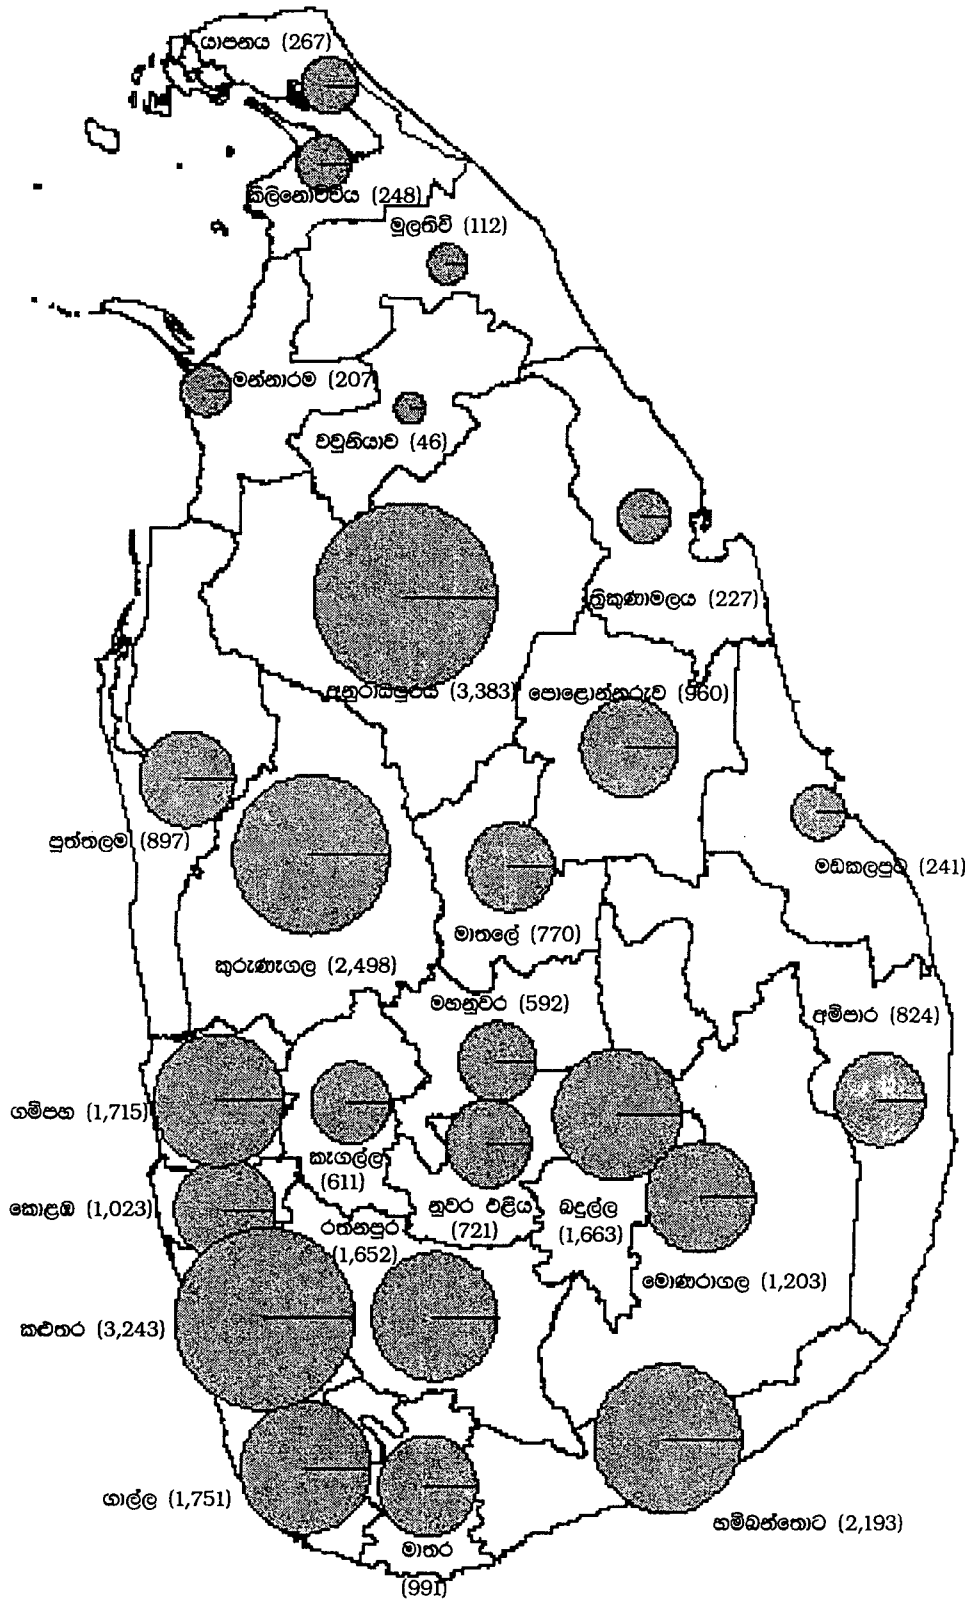 යාපනය (267)
කිලිනොච්චිය (248)
මුලතිව් (112)
මන්නාරම (207)
වවුනියාව (46)
ත්‍රිකුණාමලය (227)
අනුරාධපුරය (3,383)
පොළොන්නරුව (960)
පුත්තලම (897)
මඩකලපුව (241)
මාතලේ (770)
කුරුණෑගල (2,498)
මහනුවර (592)
අම්පාර (824)
ගම්පහ (1,715)
කෑගල්ල
(611)
කොළඹ (1,023)
නුවර එළිය
(721)
බදුල්ල
(1,663)
රත්නපුර
(1,652)
මොණරාගල (1,203)
කළුතර (3,243)
ගාල්ල (1,751)
හම්බන්තොට (2,193)
මාතර
(991)